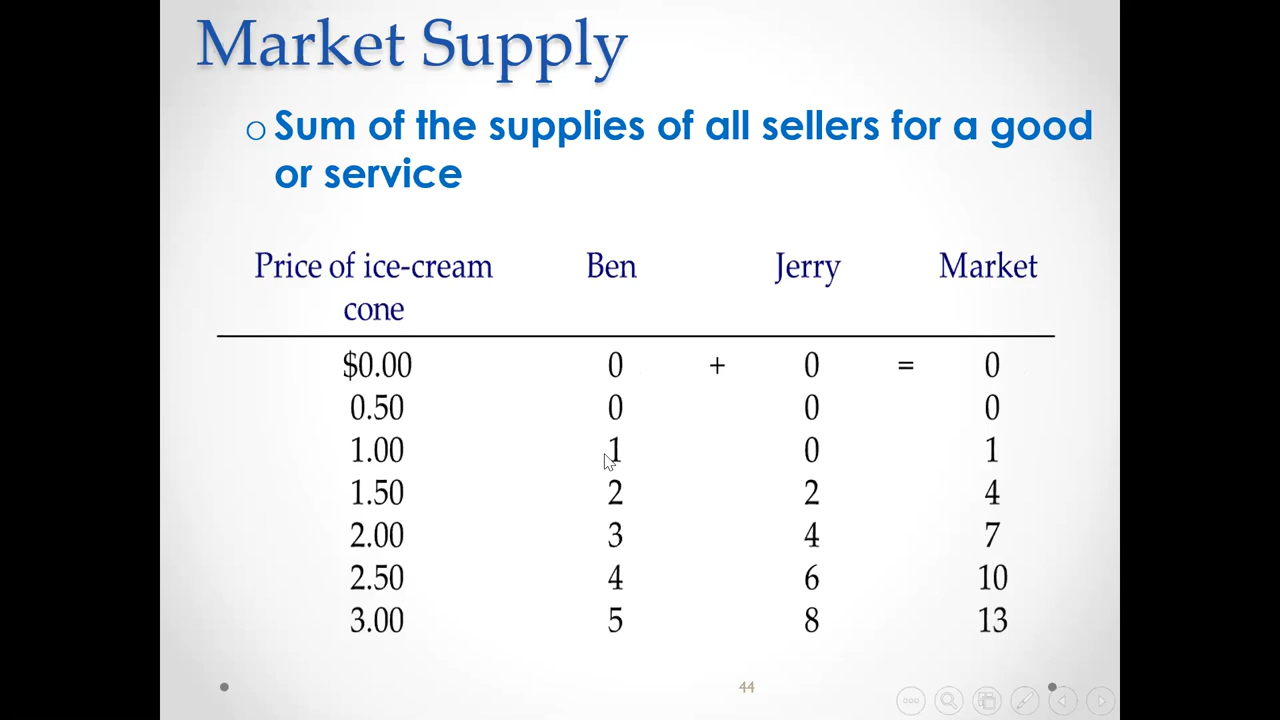 Market Supply
o Sum of the supplies of all sellers for a good
or service
Price of ice-cream Ben Jerry Market
cone
$0.00 0 + 0 = 0
0.50 0 0 0
1.00 1 0 1
1.50 2 2 4
2.00 3 4 7
2.50 4 6 10
3.00 5 8 13
44